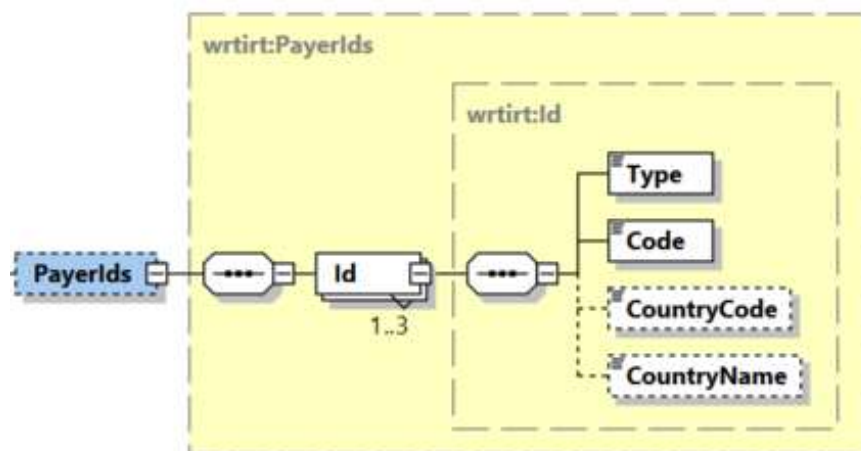 wrtirt:PayerIds
wrtirt:Id
Type
Code
PayerIds
Id
1..3
CountryCode
CountryName